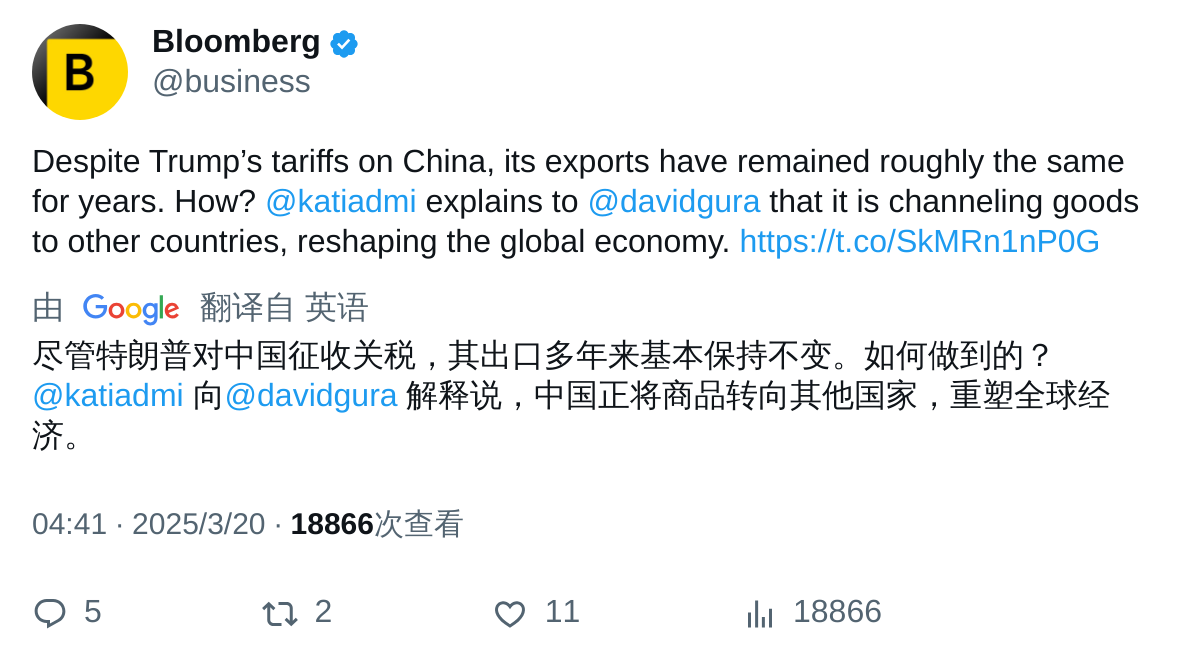 B
Bloomberg
@business
Despite Trump’s tariffs on China, its exports have remained roughly the same
for years. How? @katiadmi explains to @davidgura that it is channeling goods
to other countries, reshaping the global economy. https://t.co/SkMRn1nP0G
由 Google 翻译自 英语
尽管特朗普对中国征收关税，其出口多年来基本保持不变。如何做到的？
@katiadmi 向@davidgura 解释说，中国正将商品转向其他国家，重塑全球经
济。
04:41 · 2025/3/20 · 18866次查看
5 2 11 18866